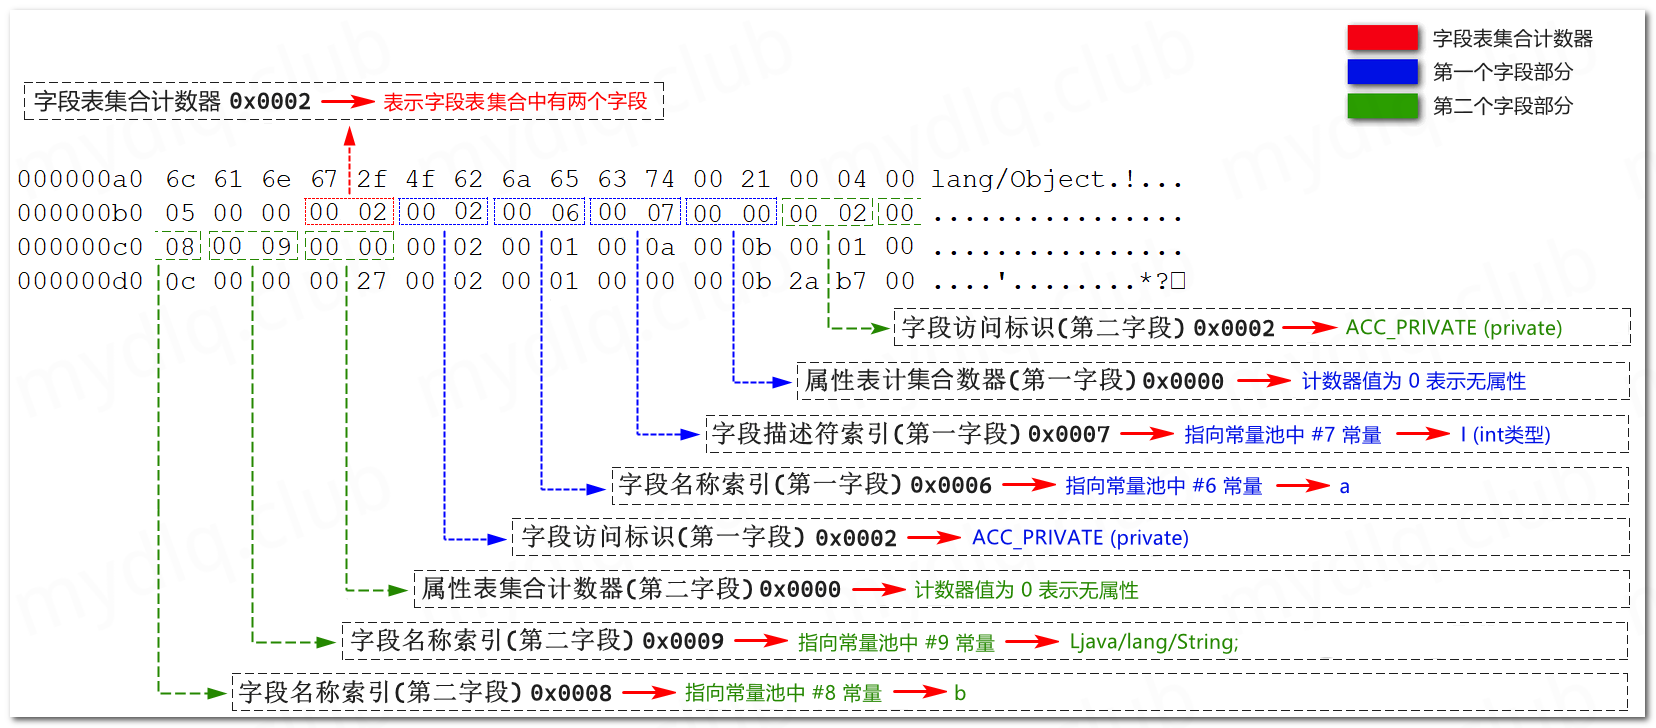 字段表集合计数器
第一个字段部分
第二个字段部分
字段表集合计数器 0x0002 表示字段表集合中有两个字段
000000a0 6c 61 6e 67 2f 4f 62 6a 65 63 74 00 21 00 04 00 lang/Object.!...
000000b0 05 00 00 00 02 00 02 00 06 00 07 00 00 00 02 00 ................
000000c0 08 00 09 00 00 00 02 00 01 00 0a 00 0b 00 01 00 ................
000000d0 0c 00 00 00 27 00 02 00 01 00 00 00 0b 2a b7 00 ....'........*?□
字段访问标识(第二字段) 0x0002 ACC_PRIVATE (private)
属性表计集合数器(第一字段) 0x0000 计数器值为 0 表示无属性
字段描述符索引(第一字段) 0x0007 指向常量池中 #7 常量 I (int类型)
字段名称索引(第一字段) 0x0006 指向常量池中 #6 常量 a
字段访问标识(第一字段) 0x0002 ACC_PRIVATE (private)
属性表集合计数器(第二字段) 0x0000 计数器值为 0 表示无属性
字段名称索引(第二字段) 0x0009 指向常量池中 #9 常量 Ljava/lang/String;
字段名称索引(第二字段) 0x0008 指向常量池中 #8 常量 b
mydlq.club